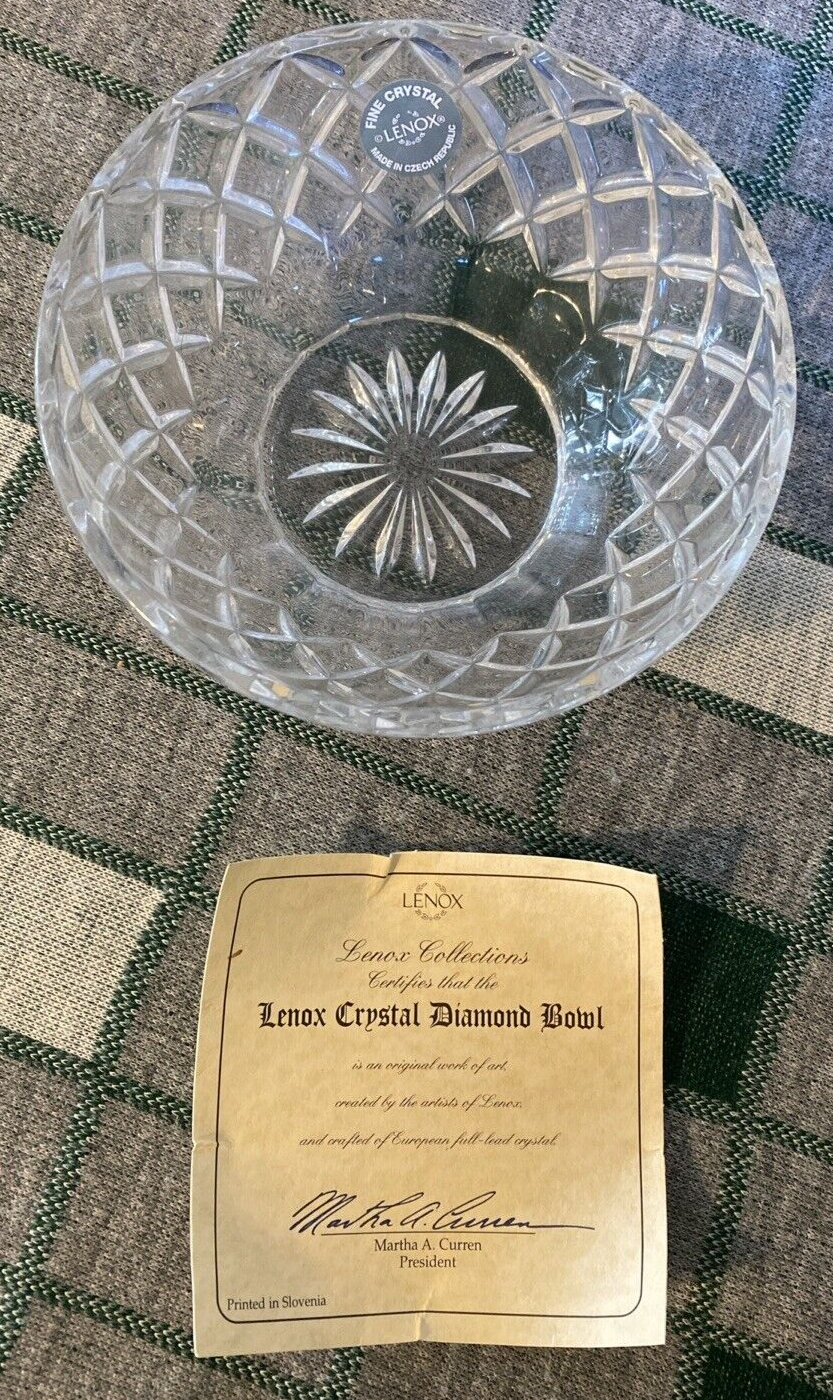 FINE CRYSTAL
© LENOX®
MADE IN CZECH REPUBLIC
LENOX
Lenox Collections
Certifies that the
Lenox Crystal Diamond Bowl
is an original work of art,
created by the artists of Lenox,
and crafted of European full-lead crystal.
Martha A. Curren
Martha A. Curren
President
Printed in Slovenia